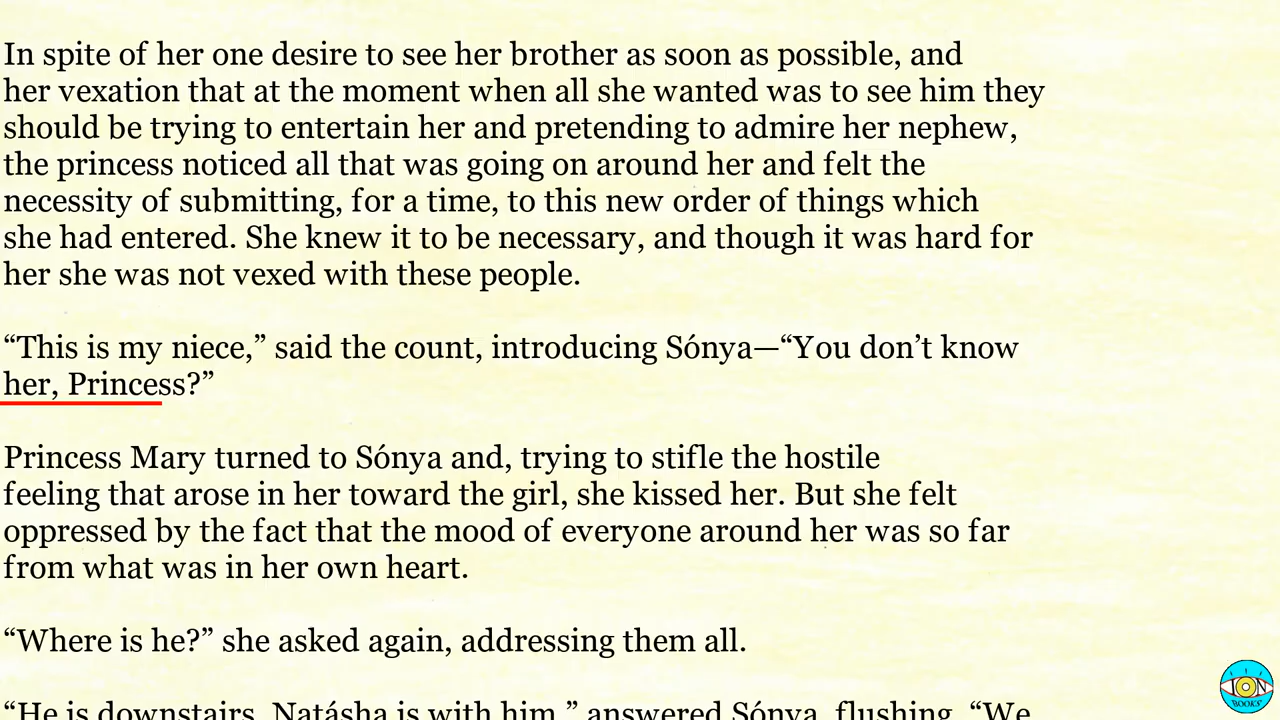 In spite of her one desire to see her brother as soon as possible, and
her vexation that at the moment when all she wanted was to see him they
should be trying to entertain her and pretending to admire her nephew,
the princess noticed all that was going on around her and felt the
necessity of submitting, for a time, to this new order of things which
she had entered. She knew it to be necessary, and though it was hard for
her she was not vexed with these people.
“This is my niece,” said the count, introducing Sónya—“You don’t know
her, Princess?”
Princess Mary turned to Sónya and, trying to stifle the hostile
feeling that arose in her toward the girl, she kissed her. But she felt
oppressed by the fact that the mood of everyone around her was so far
from what was in her own heart.
“Where is he?” she asked again, addressing them all.
“He is downstairs. Natásha is with him,” answered Sónya, flushing. “We
ION
BOOKS